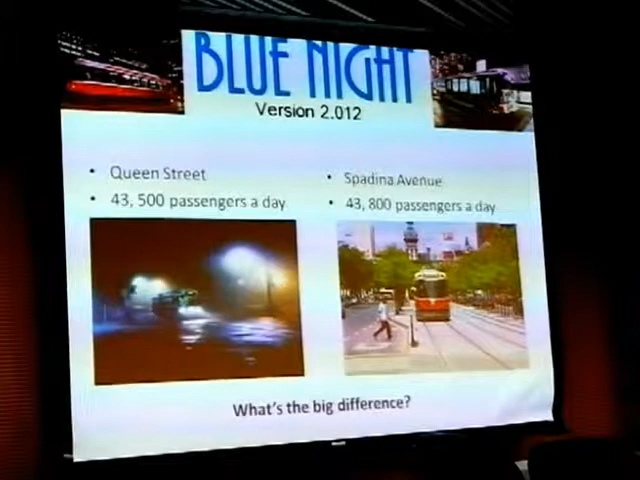 BLUE NIGHT
Version 2.012
• Queen Street
• 43, 500 passengers a day
• Spadina Avenue
• 43, 800 passengers a day
What's the big difference?